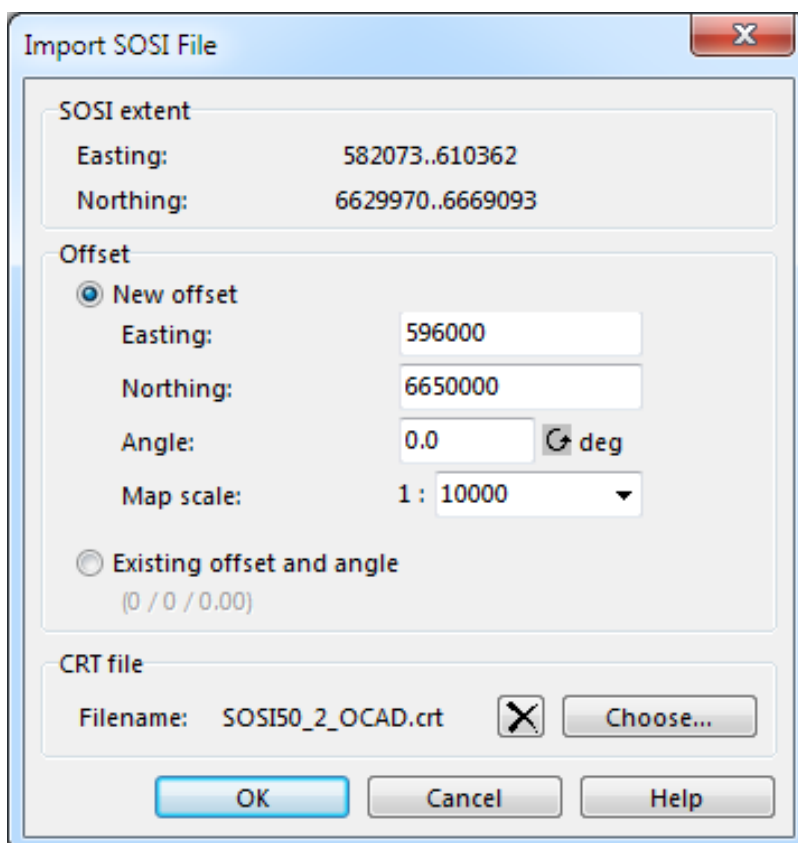 Import SOSI File
SOSI extent
Easting: 582073..610362
Northing: 6629970..6669093
Offset
New offset
Easting: 596000
Northing: 6650000
Angle: 0.0 deg
Map scale: 1 : 10000
Existing offset and angle
(0 / 0 / 0.00)
CRT file
Filename: SOSI50_2_OCAD.crt Choose...
OK Cancel Help